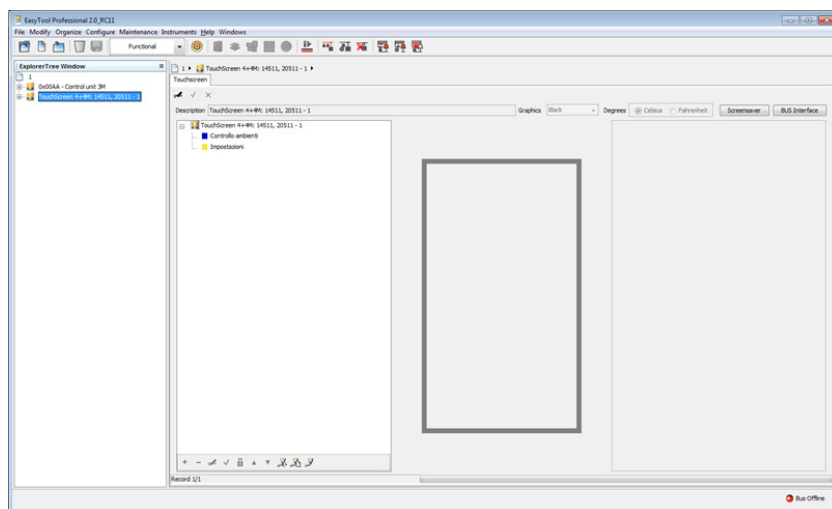 EasyTool Professional 2.0_RC11
File Modify Organize Configure Maintenance Instruments Help Windows
Functional
ExplorerTree Window
1
0x00AA - Control unit 3M
TouchScreen 4+4M: 14511, 20511 - 1
1 TouchScreen 4+4M: 14511, 20511 - 1
Touchscreen
Description TouchScreen 4+4M: 14511, 20511 - 1 Graphics Black Degrees Celsius Fahrenheit Screensaver BUS Interface
TouchScreen 4+4M: 14511, 20511 - 1
Controllo ambienti
Impostazioni
Record 1/1
Bus Offline